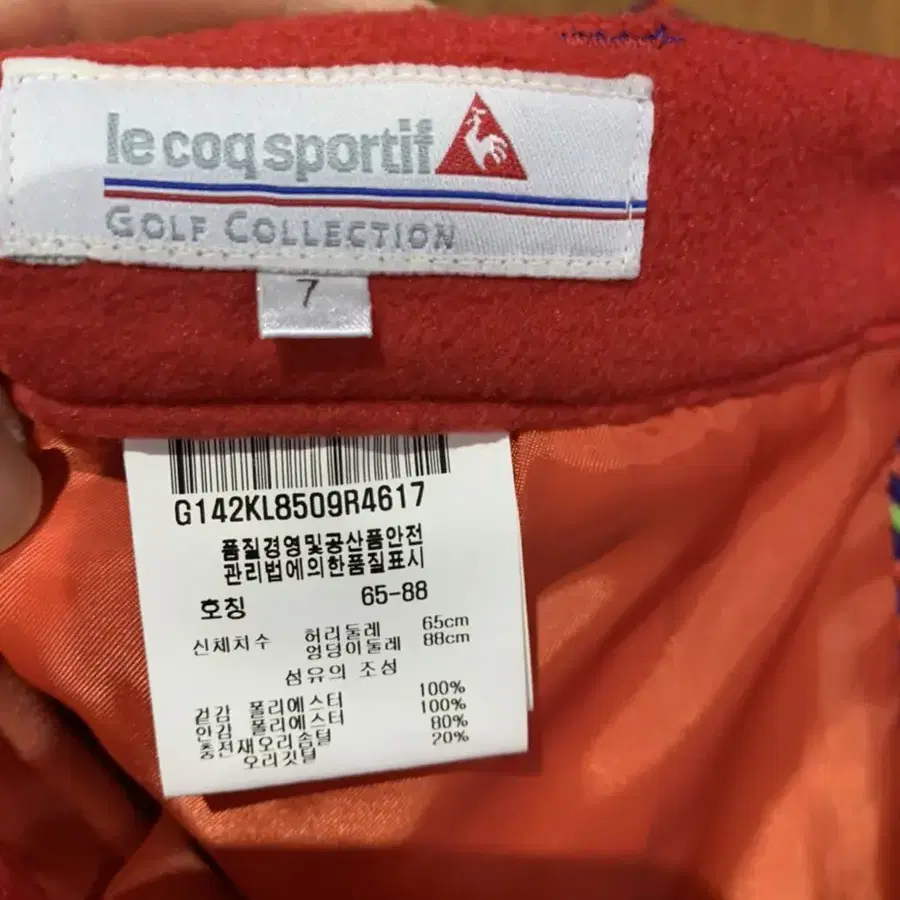 le coq sportif
GOLF COLLECTION
7
G142KL8509R4617
품질경영및공산품안전
관리법에의한품질표시
호칭 65-88
신체치수 허리둘레 65cm
엉덩이둘레 88cm
섬유의 조성
겉감 폴리에스터 100%
안감 폴리에스터 100%
충전재오리솜털 80%
오리깃털 20%